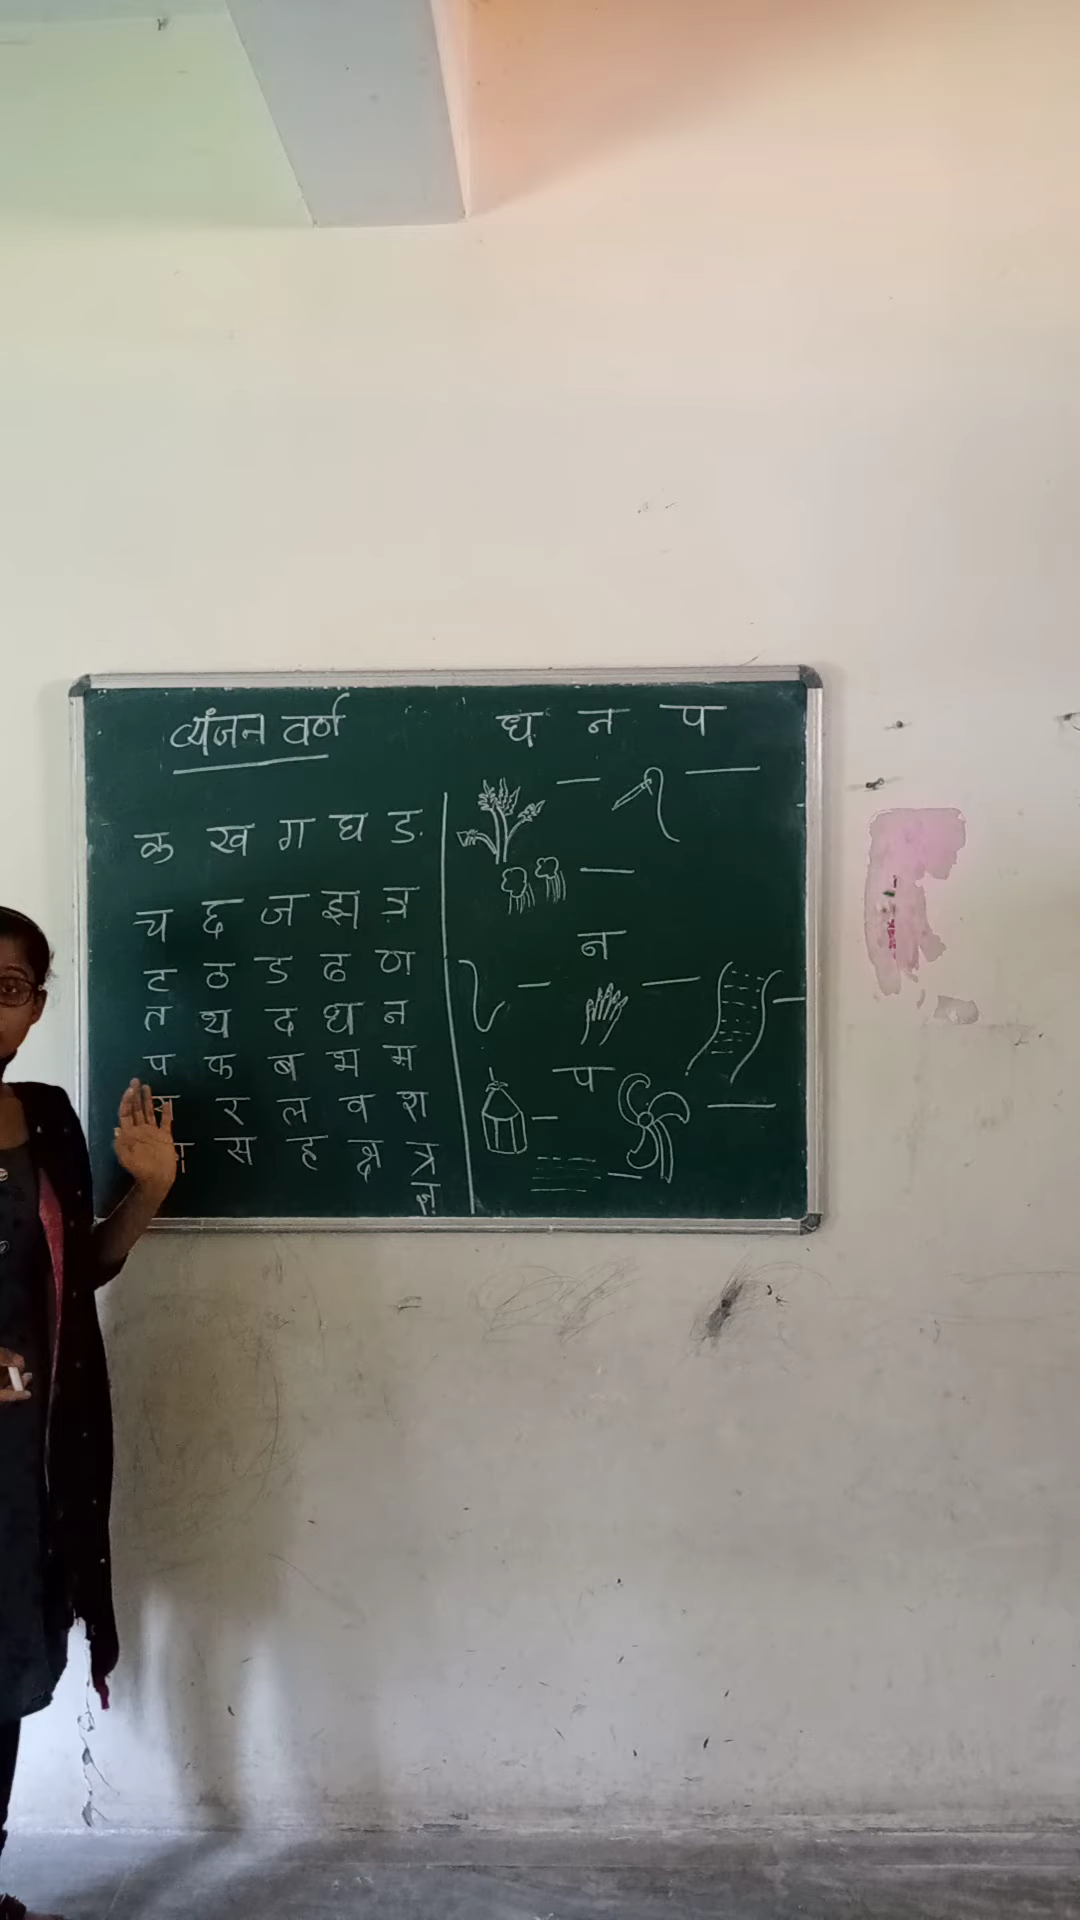 व्यंजन वर्ण
क ख ग घ ङ
च छ ज झ ञ
ट ठ ड ढ ण
त थ द ध न
प फ ब भ म
य र ल व श
स ह क्ष त्र
ज्ञ
ध न प
न
प